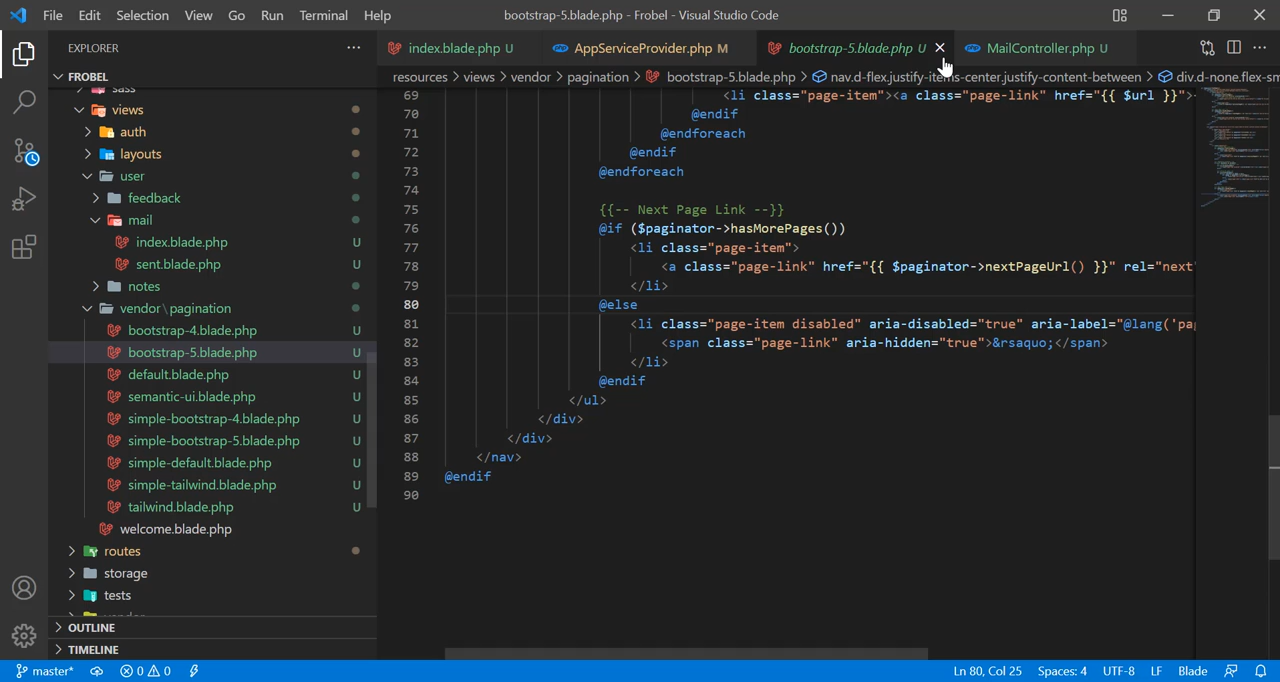 File Edit Selection View Go Run Terminal Help bootstrap-5.blade.php - Frobel - Visual Studio Code
EXPLORER
index.blade.php U AppServiceProvider.php M bootstrap-5.blade.php U MailController.php U
resources > views > vendor > pagination > bootstrap-5.blade.php > nav.d-flex.justify-items-center.justify-content-between > div.d-none.flex-sm
FROBEL
sass
views
auth
layouts
user
feedback
mail
index.blade.php U
sent.blade.php U
notes
vendor\pagination
bootstrap-4.blade.php U
bootstrap-5.blade.php U
default.blade.php U
semantic-ui.blade.php U
simple-bootstrap-4.blade.php U
simple-bootstrap-5.blade.php U
simple-default.blade.php U
simple-tailwind.blade.php U
tailwind.blade.php U
welcome.blade.php
routes
storage
tests
OUTLINE
TIMELINE
69 <li class="page-item"><a class="page-link" href="{{ $url }}">
70 @endif
71 @endforeach
72 @endif
73 @endforeach
74
75 {{-- Next Page Link --}}
76 @if ($paginator->hasMorePages())
77 <li class="page-item">
78 <a class="page-link" href="{{ $paginator->nextPageUrl() }}" rel="next"
79 </li>
80 @else
81 <li class="page-item disabled" aria-disabled="true" aria-label="@lang('pag
82 <span class="page-link" aria-hidden="true">&rsaquo;</span>
83 </li>
84 @endif
85 </ul>
86 </div>
87 </div>
88 </nav>
89 @endif
90
master* 0 0 Ln 80, Col 25 Spaces: 4 UTF-8 LF Blade